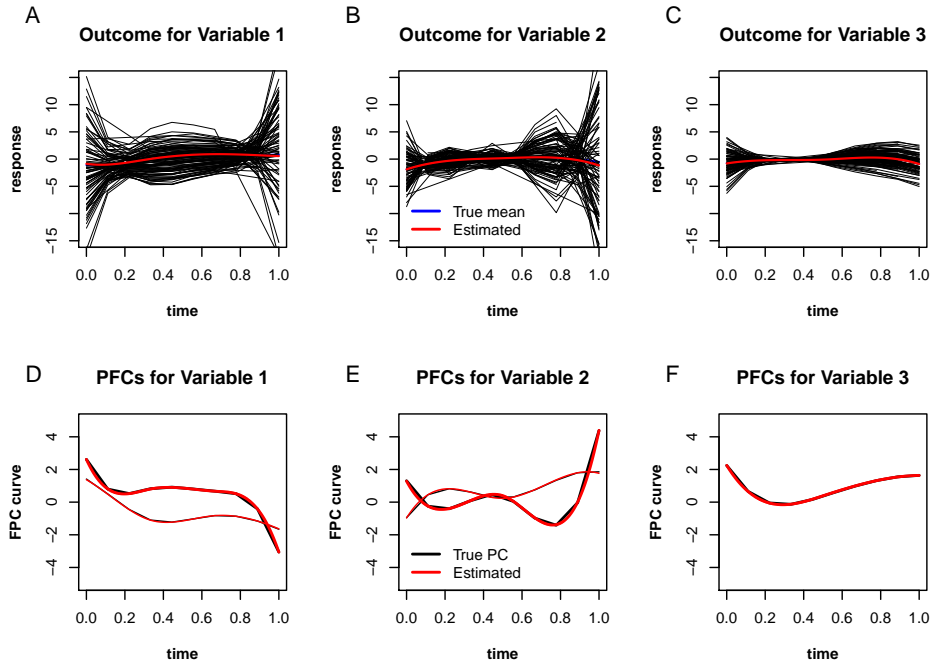 A
Outcome for Variable 1
response
−15
−5
0
5
10
0.0 0.2 0.4 0.6 0.8 1.0
time
B
Outcome for Variable 2
response
−15
−5
0
5
10
True mean
Estimated
0.0 0.2 0.4 0.6 0.8 1.0
time
C
Outcome for Variable 3
response
−15
−5
0
5
10
0.0 0.2 0.4 0.6 0.8 1.0
time
D
PFCs for Variable 1
FPC curve
−4
−2
0
2
4
0.0 0.2 0.4 0.6 0.8 1.0
time
E
PFCs for Variable 2
FPC curve
−4
−2
0
2
4
True PC
Estimated
0.0 0.2 0.4 0.6 0.8 1.0
time
F
PFCs for Variable 3
FPC curve
−4
−2
0
2
4
0.0 0.2 0.4 0.6 0.8 1.0
time